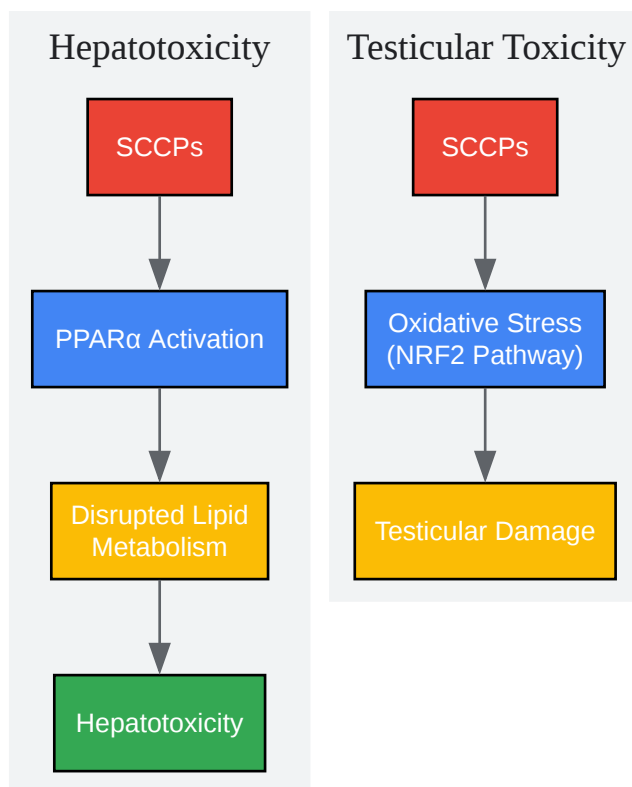 Hepatotoxicity
SCCPs
PPARα Activation
Disrupted Lipid
Metabolism
Hepatotoxicity
Testicular Toxicity
SCCPs
Oxidative Stress
(NRF2 Pathway)
Testicular Damage